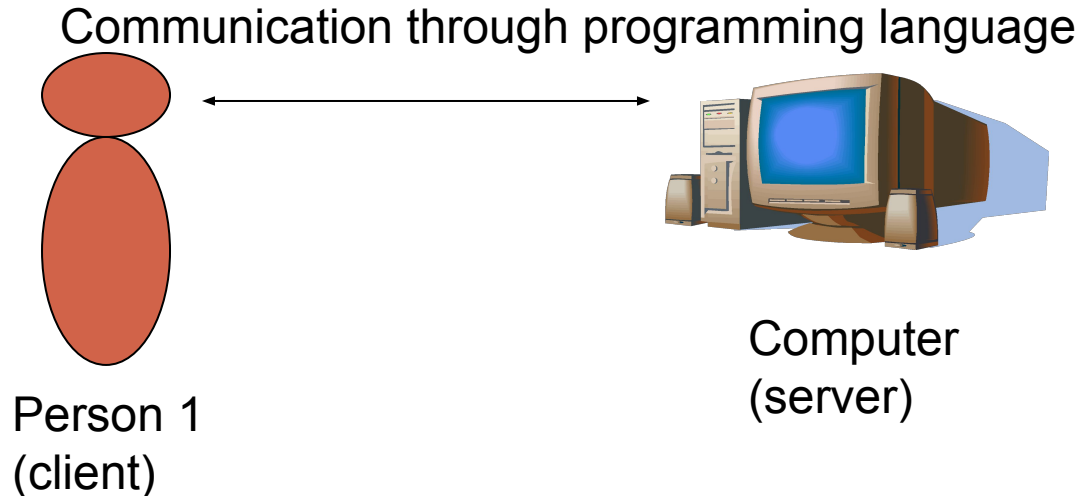 Communication through programming language
Computer
(server)
Person 1
(client)